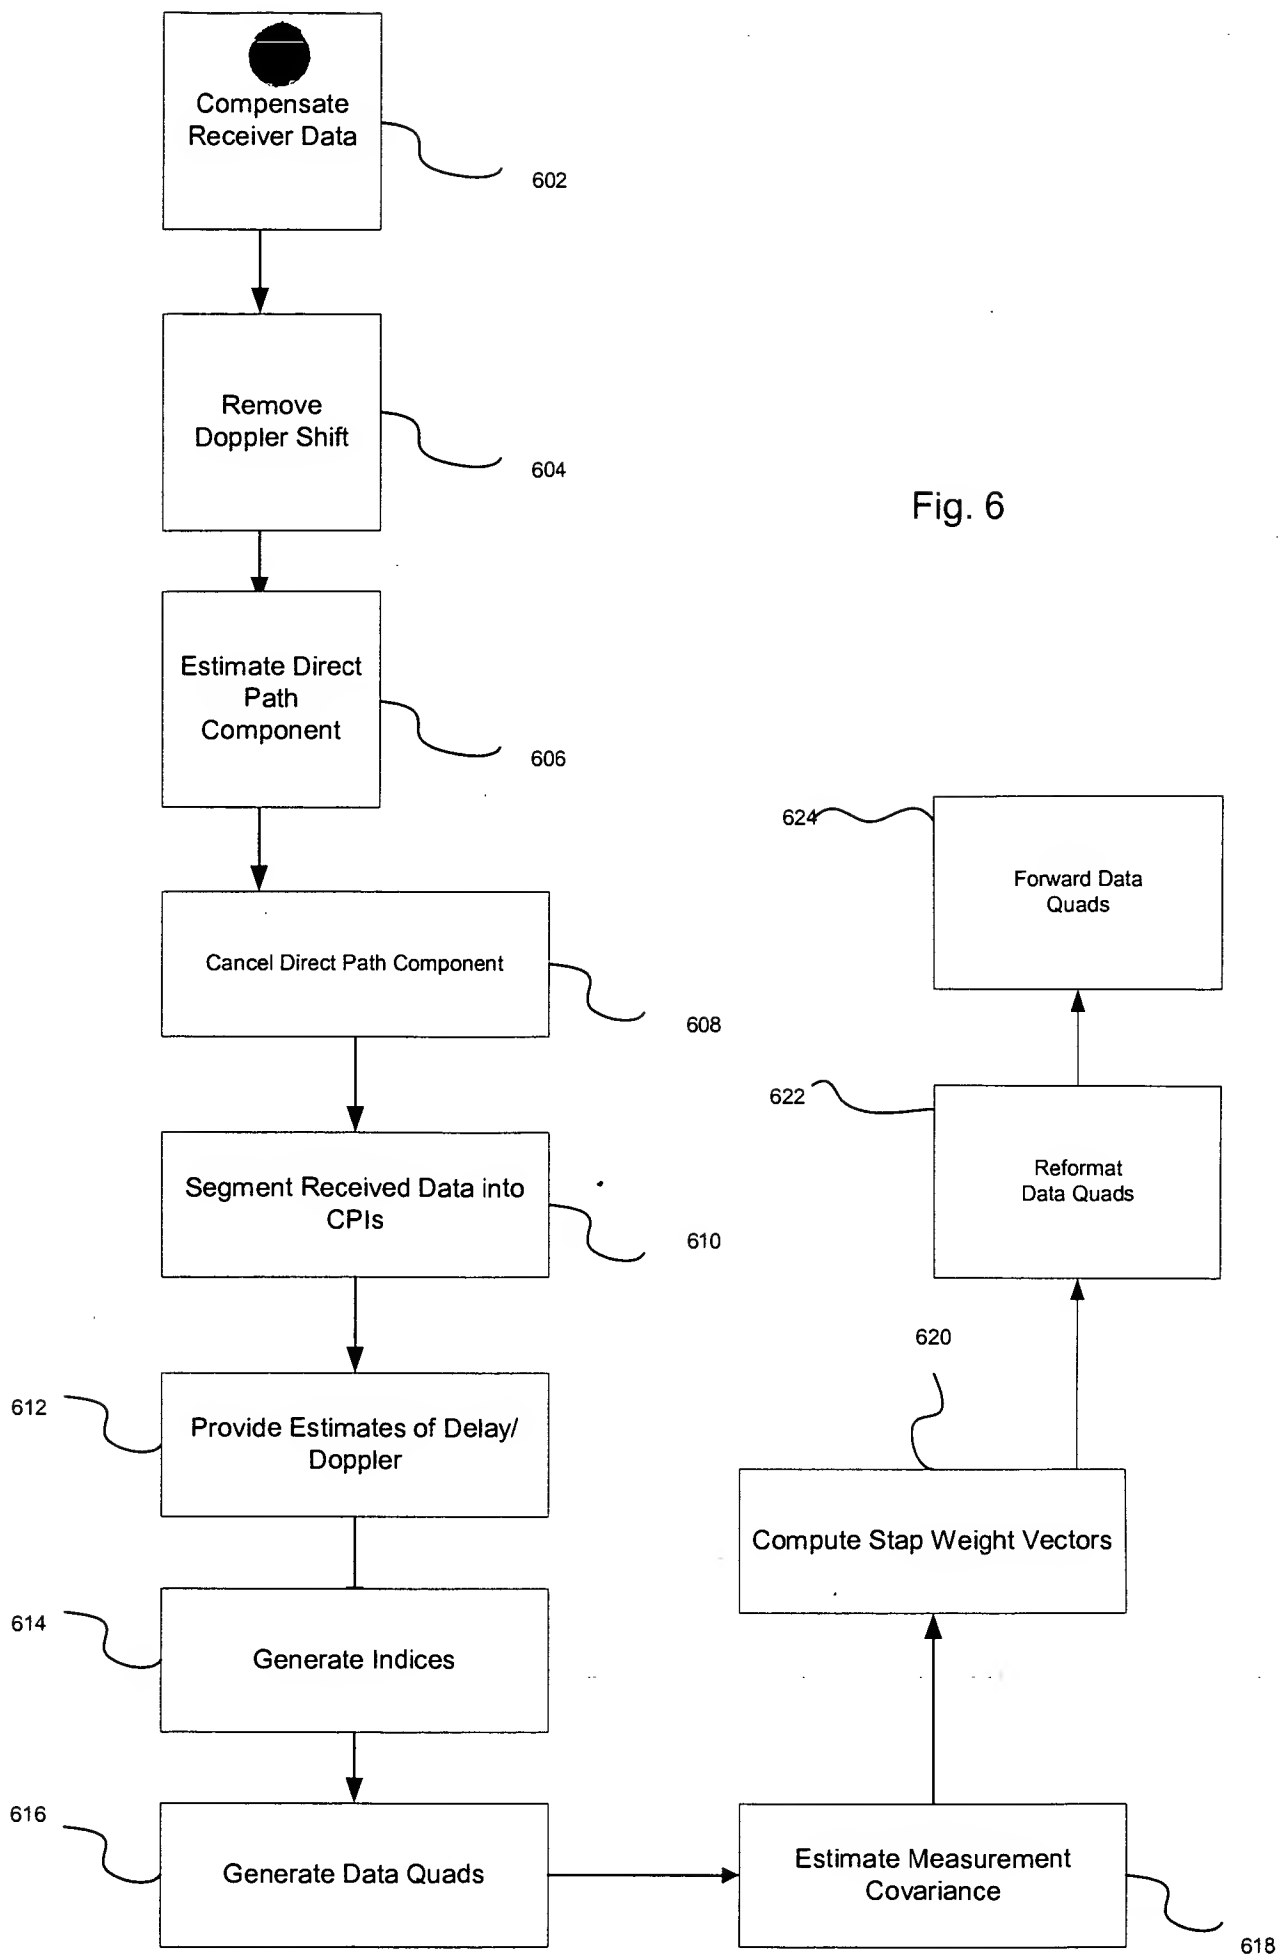 Compensate
Receiver Data
602
Remove
Doppler Shift
604
Fig. 6
Estimate Direct
Path
Component
606
624
Forward Data
Quads
Cancel Direct Path Component
608
622
Reformat
Data Quads
Segment Received Data into
CPIs
610
620
612
Provide Estimates of Delay/
Doppler
Compute Stap Weight Vectors
614
Generate Indices
616
Generate Data Quads
Estimate Measurement
Covariance
618